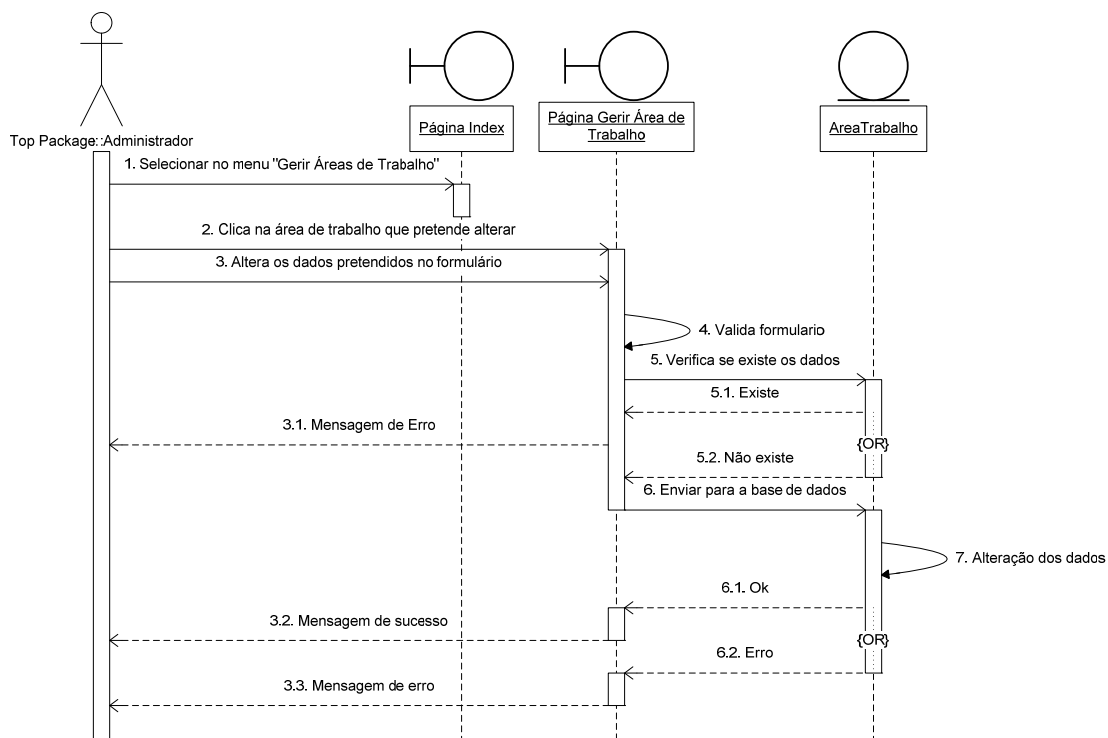 Top Package::Administrador
Página Index
Página Gerir Área de
Trabalho
AreaTrabalho
1. Selecionar no menu "Gerir Áreas de Trabalho"
2. Clica na área de trabalho que pretende alterar
3. Altera os dados pretendidos no formulário
4. Valida formulario
5. Verifica se existe os dados
5.1. Existe
3.1. Mensagem de Erro
{OR}
5.2. Não existe
6. Enviar para a base de dados
7. Alteração dos dados
6.1. Ok
3.2. Mensagem de sucesso
{OR}
6.2. Erro
3.3. Mensagem de erro